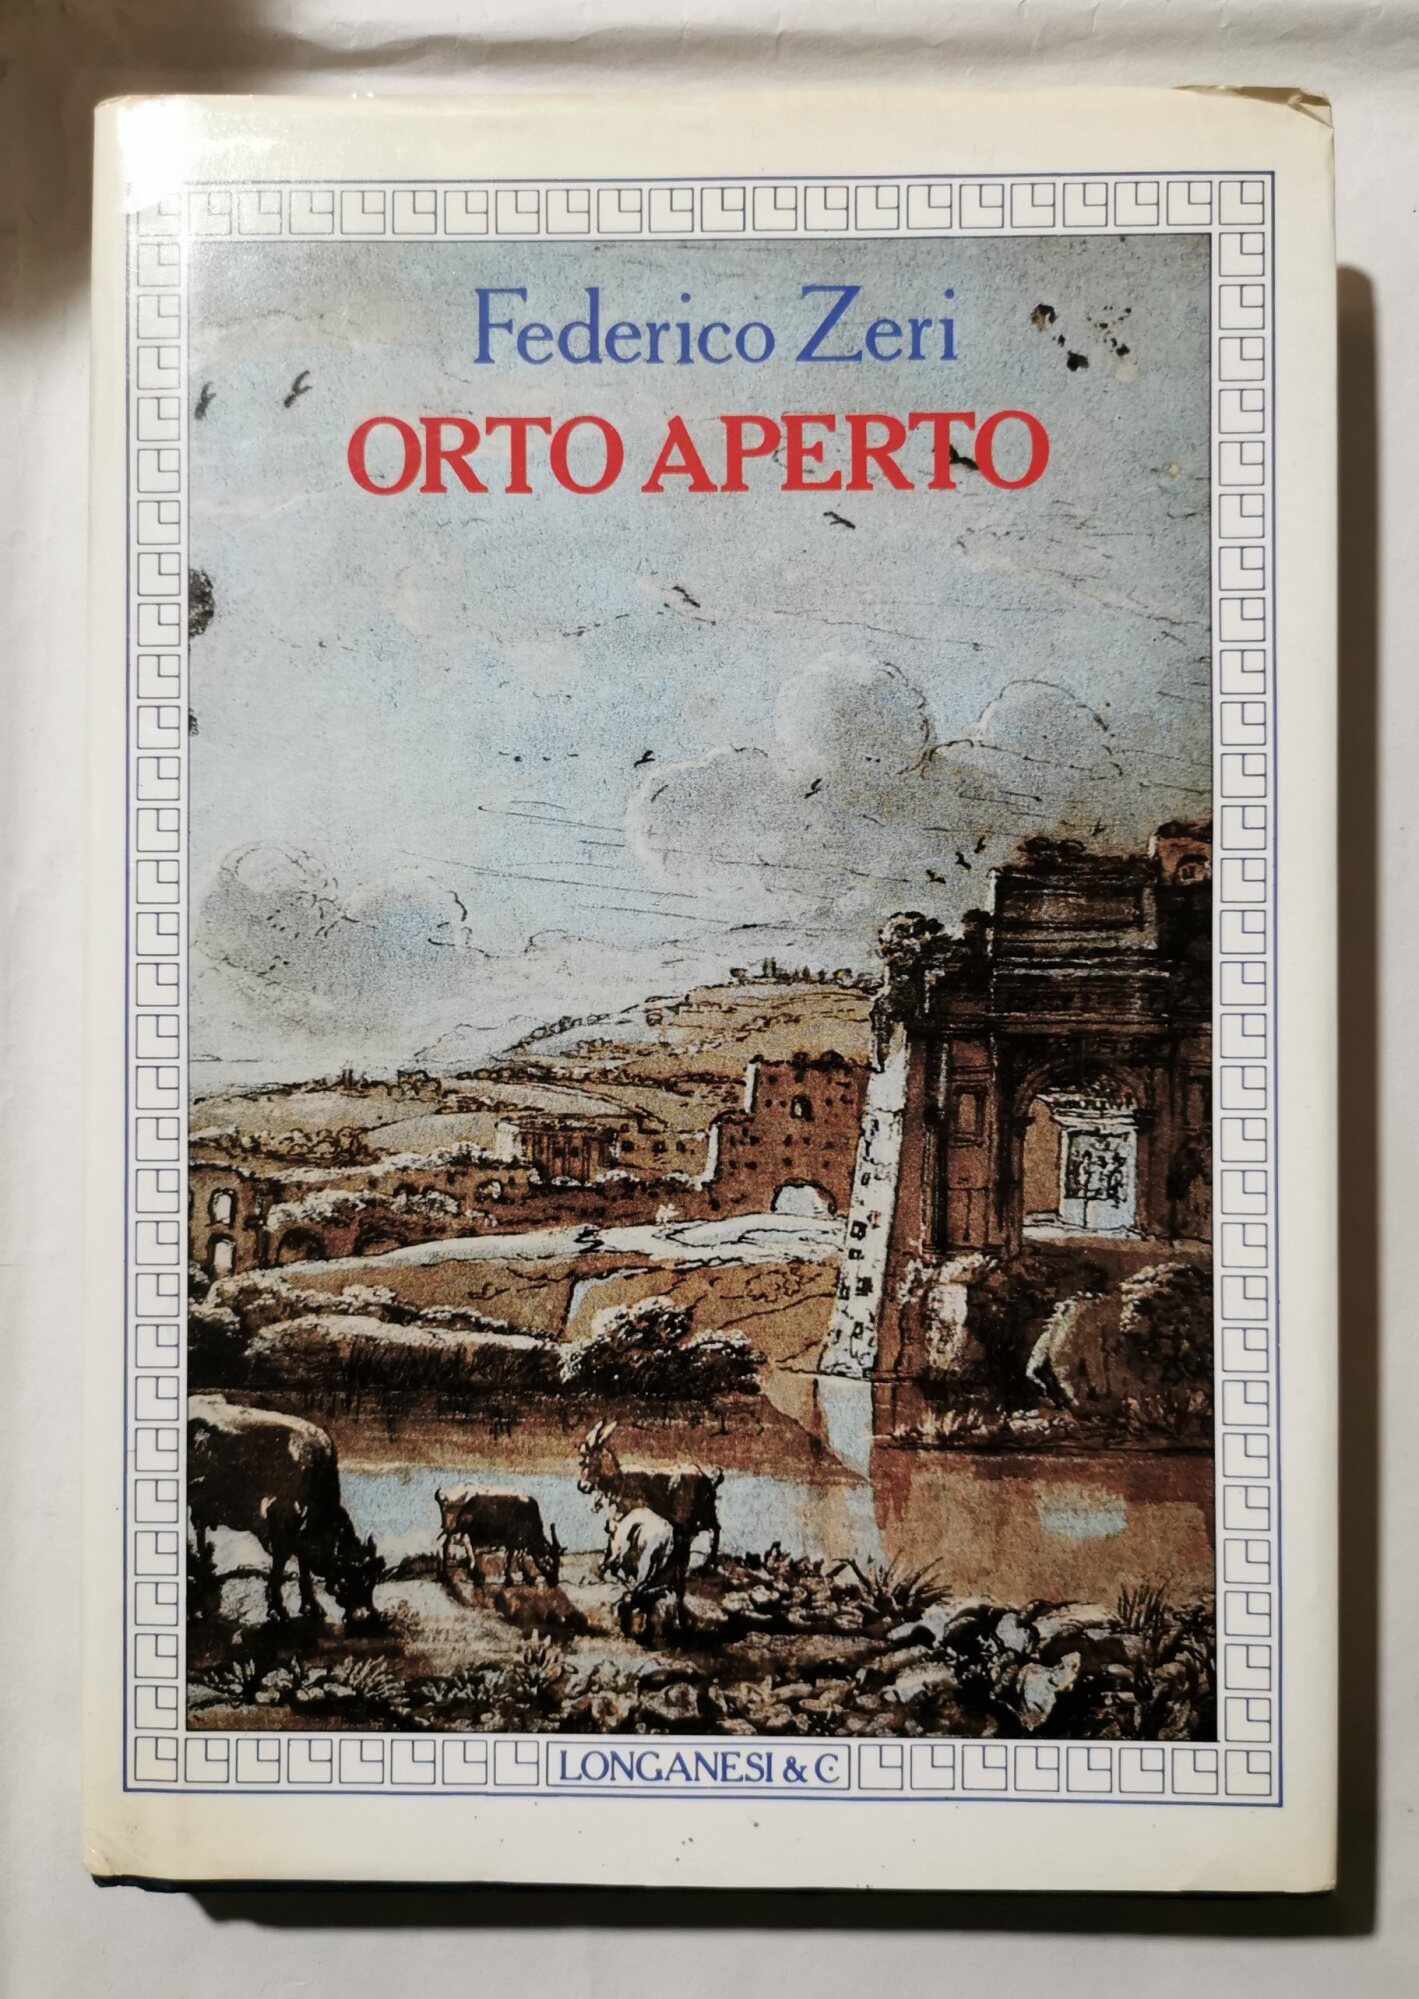 Federico Zeri
ORTO APERTO
LONGANESI & C.